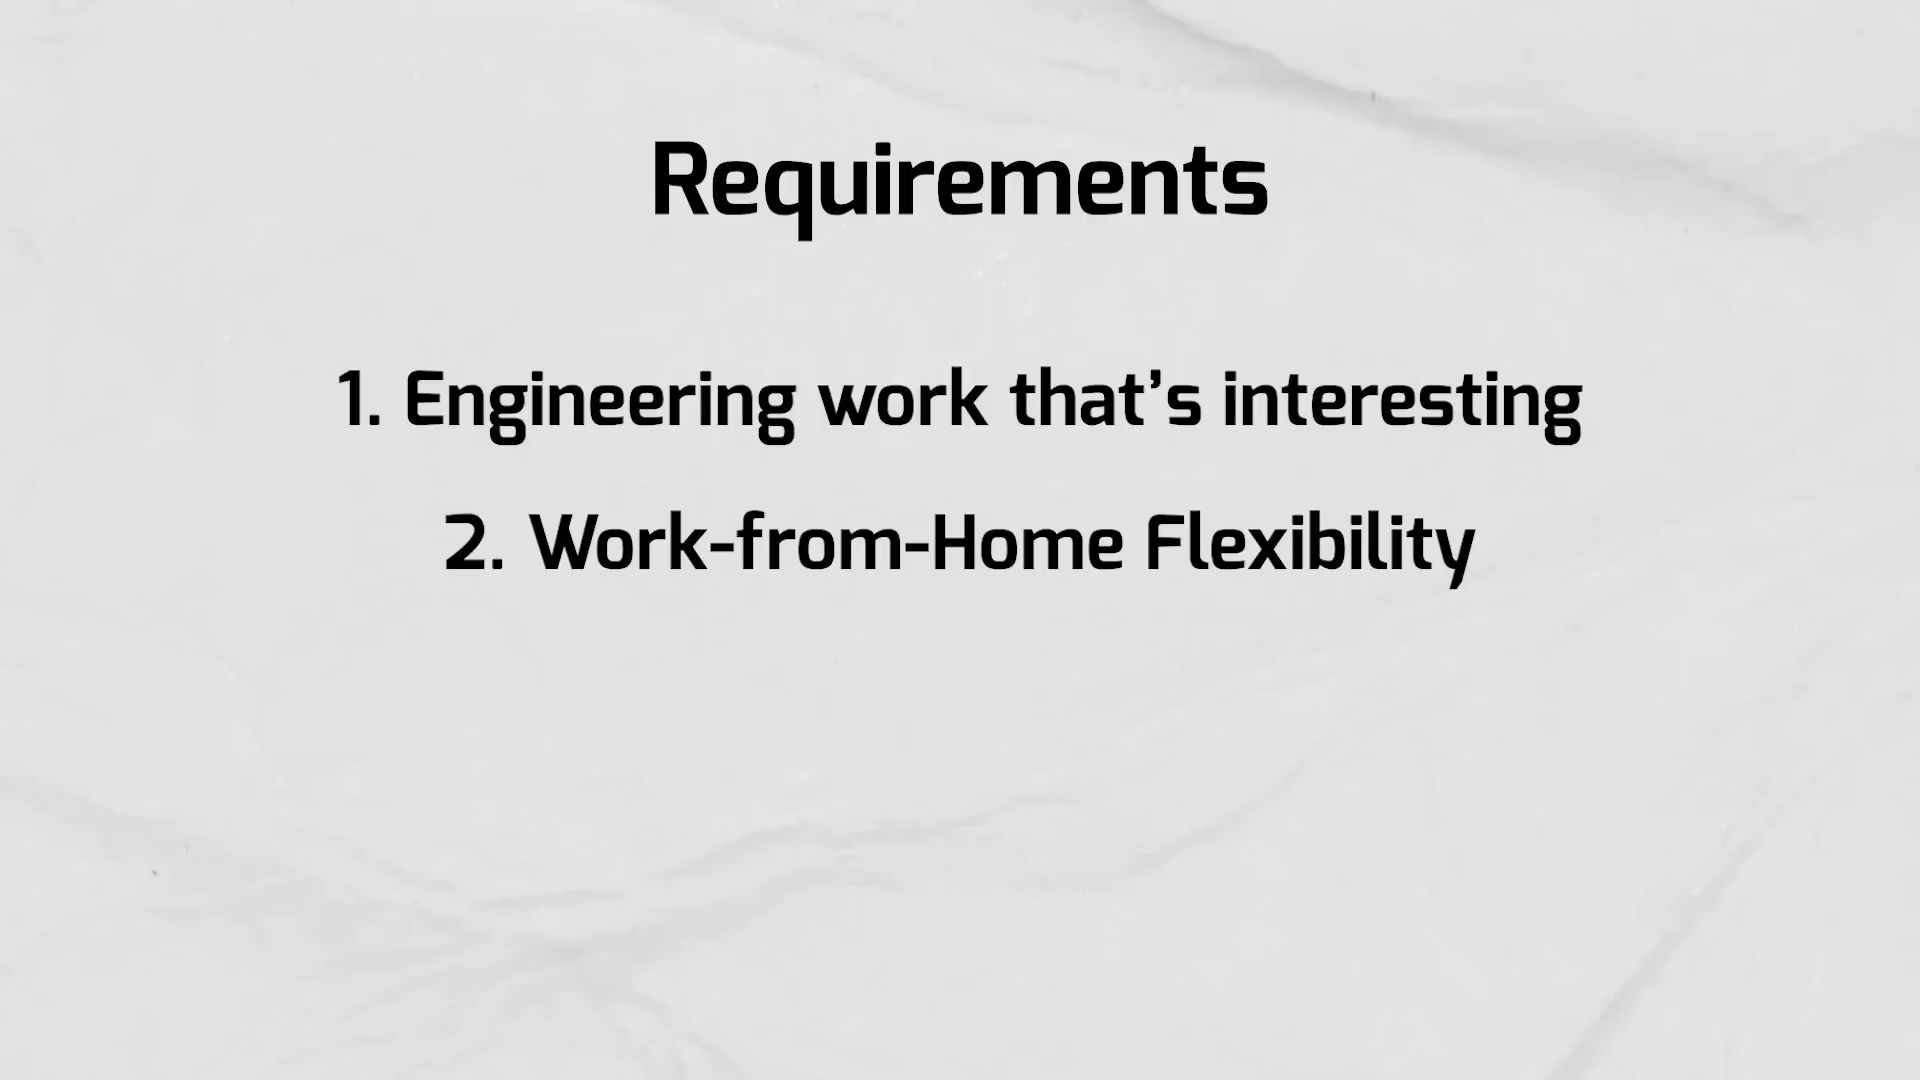 Requirements
1. Engineering work that’s interesting
2. Work-from-Home Flexibility